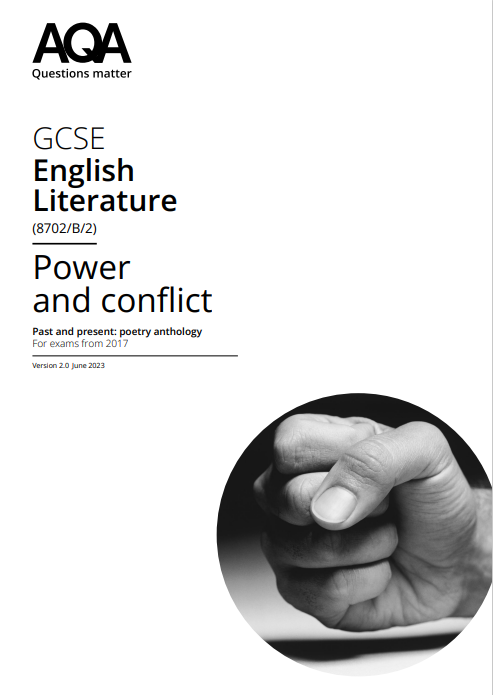 AQA
Questions matter
GCSE
English
Literature
(8702/B/2)
Power
and conflict
Past and present: poetry anthology
For exams from 2017
Version 2.0 June 2023